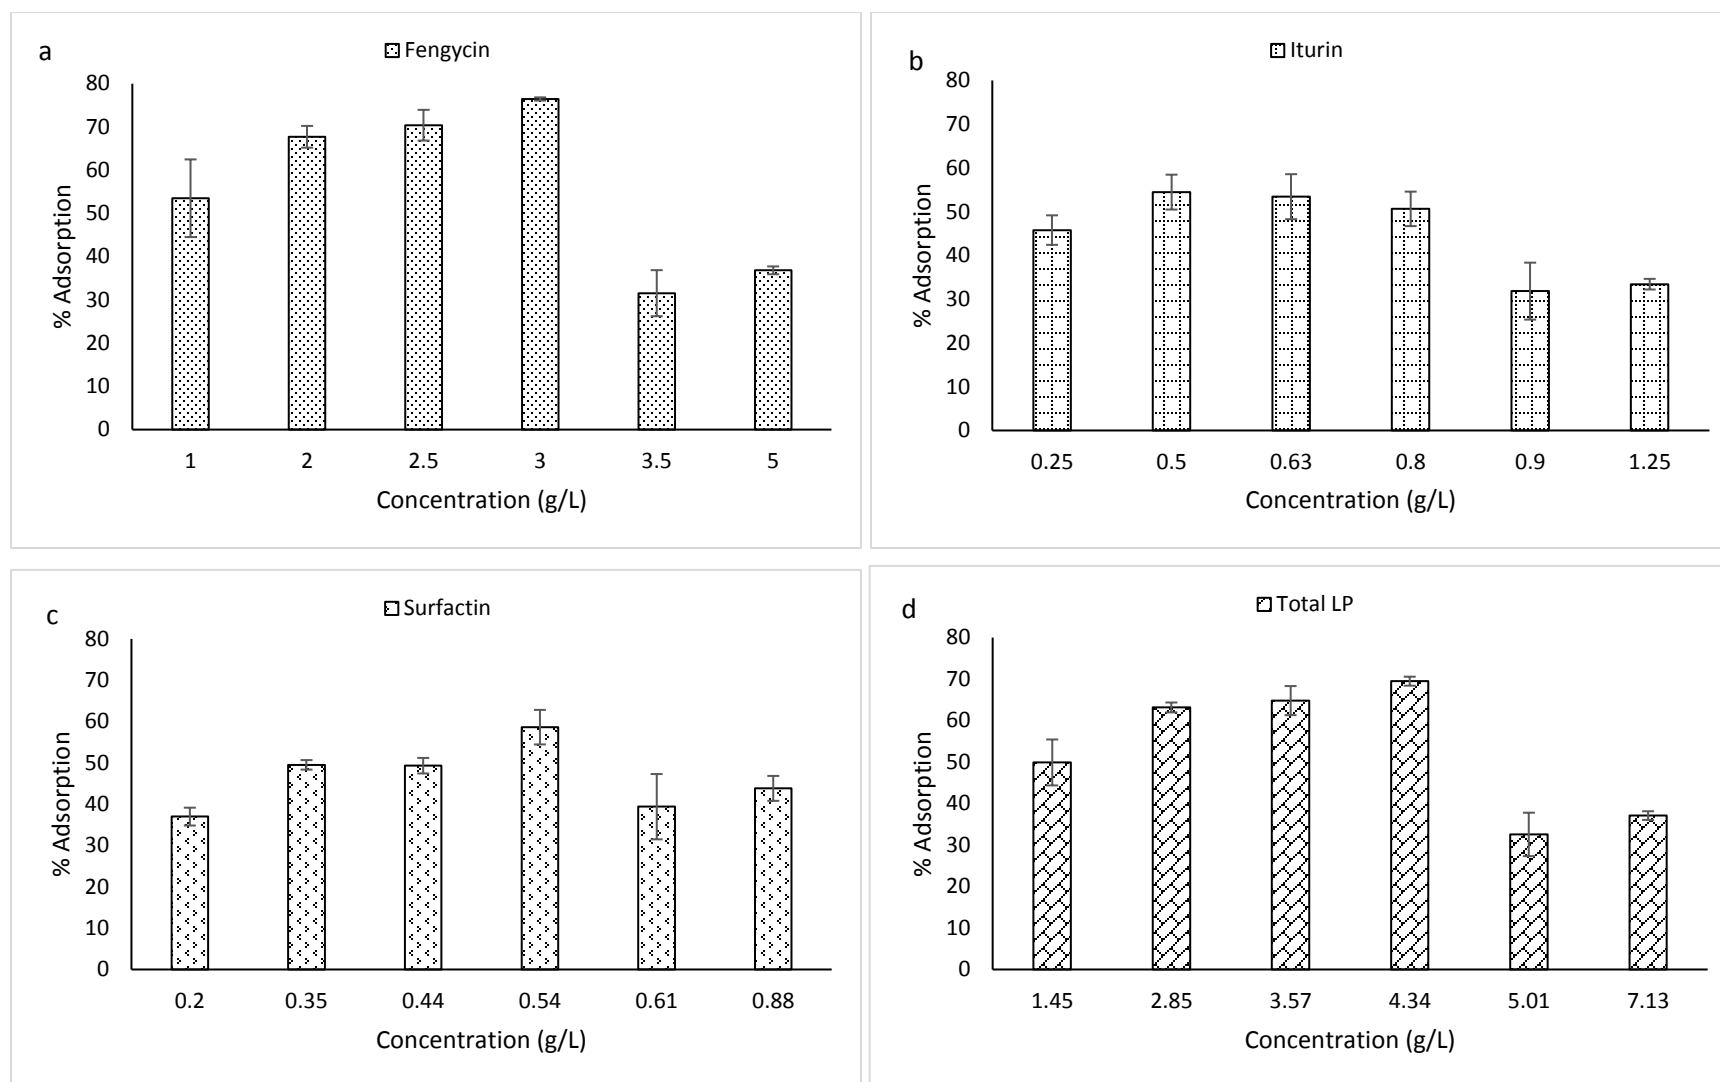 a
Fengycin
80
70
60
50
40
30
20
10
0
% Adsorption
1 2 2.5 3 3.5 5
Concentration (g/L)
b
Iturin
80
70
60
50
40
30
20
10
0
% Adsorption
0.25 0.5 0.63 0.8 0.9 1.25
Concentration (g/L)
c
Surfactin
80
70
60
50
40
30
20
10
0
% Adsorption
0.2 0.35 0.44 0.54 0.61 0.88
Concentration (g/L)
d
Total LP
80
70
60
50
40
30
20
10
0
% Adsorption
1.45 2.85 3.57 4.34 5.01 7.13
Concentration (g/L)